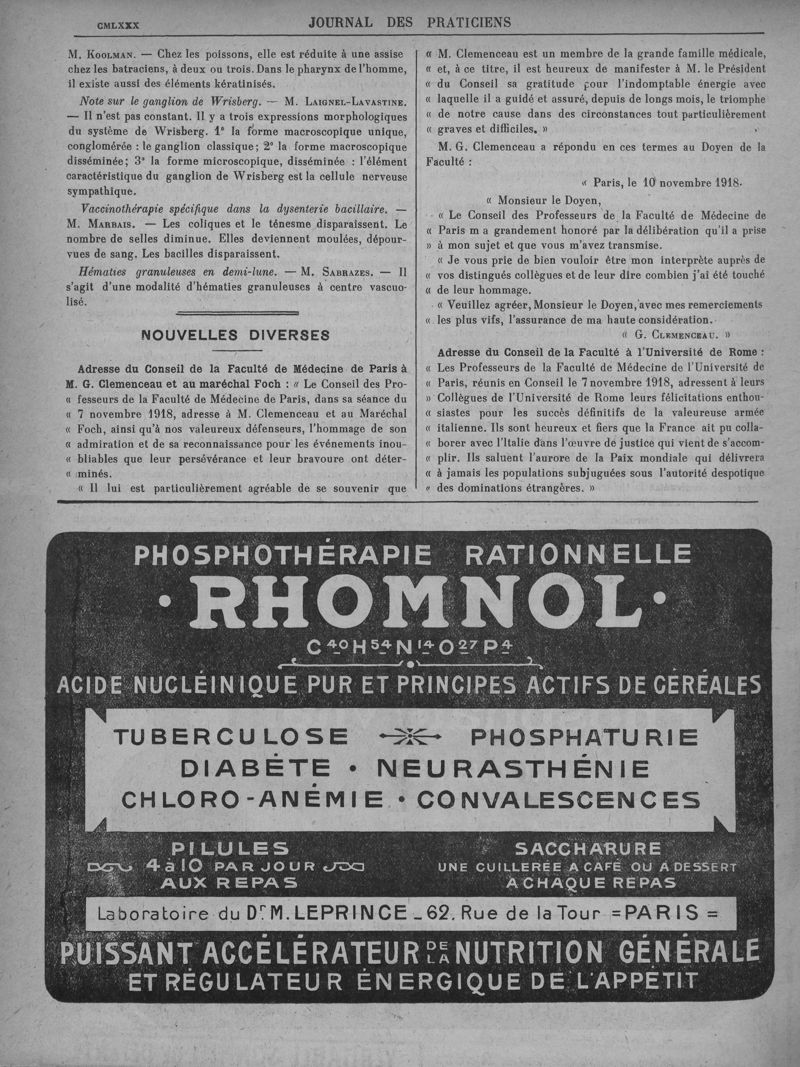 CMLXXX
JOURNAL DES PRATICIENS
M. KOOLMAN. — Chez les poissons, elle est réduite à une assise
chez les batraciens, à deux ou trois. Dans le pharynx de l'homme,
il existe aussi des éléments kératinisés.
Note sur le ganglion de Wrisberg. — M. LAIGNEL-LAVASTINE.
— Il n'est pas constant. Il y a trois expressions morphologiques
du système de Wrisberg. 1° la forme macroscopique unique,
conglomérée : le ganglion classique ; 2° la forme macroscopique
disséminée ; 3° la forme microscopique, disséminée : l'élément
caractéristique du ganglion de Wrisberg est la cellule nerveuse
sympathique.
Vaccinothérapie spécifique dans la dysenterie bacillaire. —
M. MARBAIS. — Les coliques et le ténesme disparaissent. Le
nombre de selles diminue. Elles deviennent moulées, dépour-
vues de sang. Les bacilles disparaissent.
Hématies granuleuses en demi-lune. — M. SABRAZES. — Il
s'agit d'une modalité d'hématies granuleuses à centre vascuo-
lisé.
NOUVELLES DIVERSES
Adresse du Conseil de la Faculté de Médecine de Paris à
M. G. Clemenceau et au maréchal Foch : « Le Conseil des Pro-
« fesseurs de la Faculté de Médecine de Paris, dans sa séance du
« 7 novembre 1918, adresse à M. Clemenceau et au Maréchal
« Foch, ainsi qu'à nos valeureux défenseurs, l'hommage de son
« admiration et de sa reconnaissance pour les événements inou-
« bliables que leur persévérance et leur bravoure ont déter-
« minés.
« Il lui est particulièrement agréable de se souvenir que
« M. Clemenceau est un membre de la grande famille médicale,
« et, à ce titre, il est heureux de manifester à M. le Président
« du Conseil sa gratitude pour l'indomptable énergie avec
« laquelle il a guidé et assuré, depuis de longs mois, le triomphe
« de notre cause dans des circonstances tout particulièrement
« graves et difficiles. »
M. G. Clemenceau a répondu en ces termes au Doyen de la
Faculté :
« Paris, le 10 novembre 1918.
« Monsieur le Doyen,
« Le Conseil des Professeurs de la Faculté de Médecine de
« Paris m a grandement honoré par la délibération qu'il a prise
» à mon sujet et que vous m'avez transmise.
« Je vous prie de bien vouloir être mon interprète auprès de
« vos distingués collègues et de leur dire combien j'ai été touché
« de leur hommage.
« Veuillez agréer, Monsieur le Doyen, avec mes remerciements
« les plus vifs, l'assurance de ma haute considération.
« G. CLEMENCEAU. »
Adresse du Conseil de la Faculté à l'Université de Rome :
« Les Professeurs de la Faculté de Médecine de l'Université de
« Paris, réunis en Conseil le 7 novembre 1918, adressent à leurs
» Collègues de l'Université de Rome leurs félicitations enthou-
« siastes pour les succès définitifs de la valeureuse armée
« italienne. Ils sont heureux et fiers que la France ait pu colla-
« borer avec l'Italie dans l'œuvre de justice qui vient de s'accom-
« plir. Ils saluent l'aurore de la Paix mondiale qui délivrera
« à jamais les populations subjuguées sous l'autorité despotique
« des dominations étrangères. »
PHOSPHOTHÉRAPIE RATIONNELLE
· RHOMNOL ·
C⁴⁰H⁵⁴N¹⁴O²⁷P⁴
ACIDE NUCLÉINIQUE PUR ET PRINCIPES ACTIFS DE CÉRÉALES
TUBERCULOSE PHOSPHATURIE
DIABÈTE · NEURASTHÉNIE
CHLORO-ANÉMIE · CONVALESCENCES
PILULES
4 à 10 PAR JOUR
AUX REPAS
SACCHARURE
UNE CUILLERÉE A CAFÉ OU A DESSERT
A CHAQUE REPAS
Laboratoire du Dr M. LEPRINCE _ 62, Rue de la Tour = PARIS =
PUISSANT ACCÉLÉRATEUR DE LA NUTRITION GÉNÉRALE
ET RÉGULATEUR ÉNERGIQUE DE L'APPÉTIT